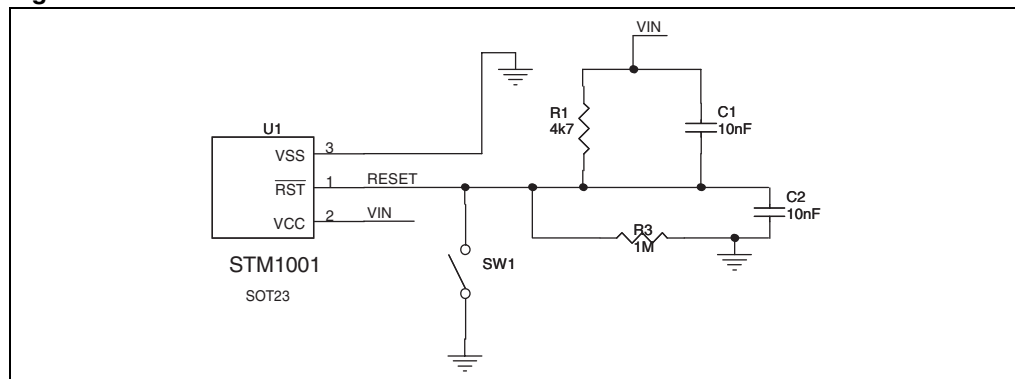 VIN
R1
4k7
C1
10nF
U1
VSS
3
RST
1
RESET
VCC
2
VIN
C2
10nF
R3
1M
SW1
STM1001
SOT23